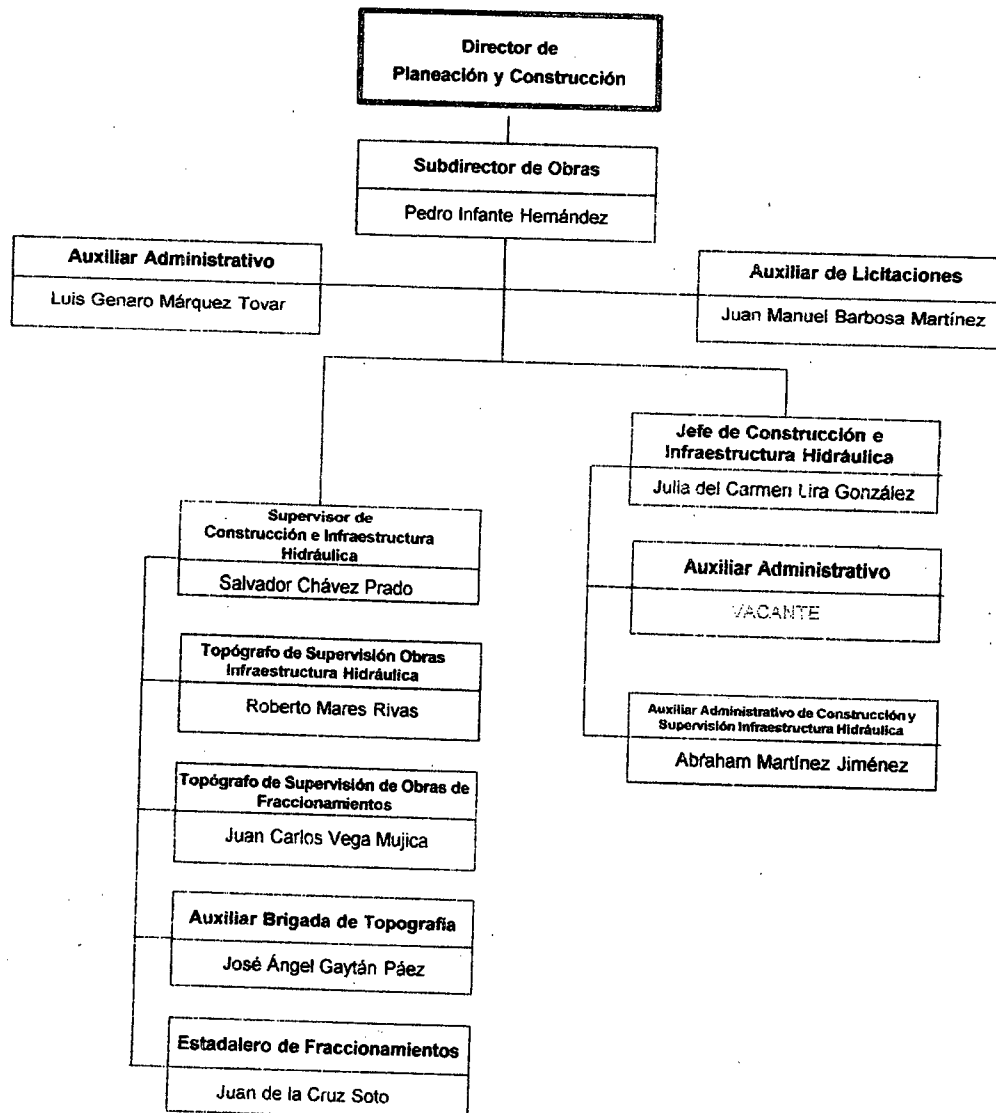 Director de
Planeación y Construcción
Subdirector de Obras
Pedro Infante Hernández
Auxiliar Administrativo
Luis Genaro Márquez Tovar
Auxiliar de Licitaciones
Juan Manuel Barbosa Martínez
Supervisor de
Construcción e Infraestructura
Hidráulica
Salvador Chávez Prado
Topógrafo de Supervisión Obras
Infraestructura Hidráulica
Roberto Mares Rivas
Topógrafo de Supervisión de Obras de
Fraccionamientos
Juan Carlos Vega Mujica
Auxiliar Brigada de Topografía
José Ángel Gaytán Páez
Estadalero de Fraccionamientos
Juan de la Cruz Soto
Jefe de Construcción e
Infraestructura Hidráulica
Julia del Carmen Lira González
Auxiliar Administrativo
VACANTE
Auxiliar Administrativo de Construcción y
Supervisión Infraestructura Hidráulica
Abraham Martínez Jiménez